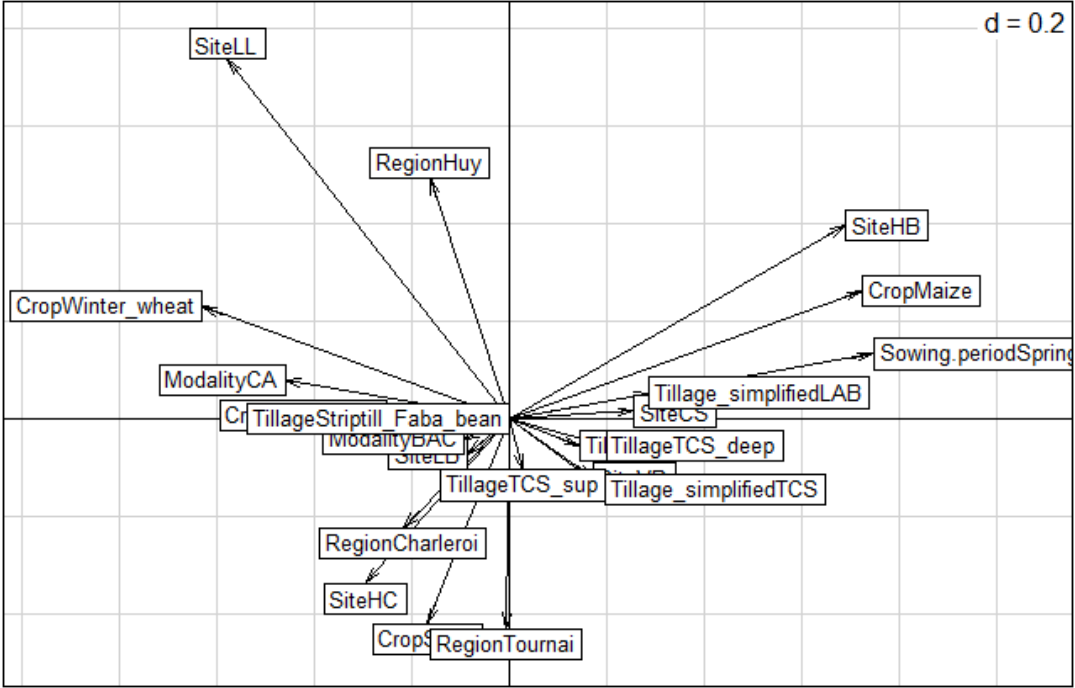 d = 0.2
SiteLL
RegionHuy
SiteHB
CropMaize
CropWinter_wheat
Sowing.periodSpring
ModalityCA
Tillage_simplifiedLAB
TillageStriptill_Faba_bean
SiteCS
ModalityBAC
TillageTCS_deep
TillageTCS_sup
Tillage_simplifiedTCS
RegionCharleroi
SiteHC
RegionTournai